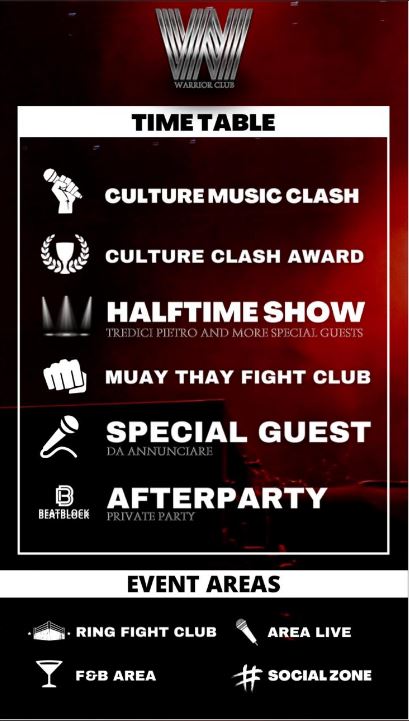 WARRIOR CLUB
TIME TABLE
CULTURE MUSIC CLASH
CULTURE CLASH AWARD
HALFTIME SHOW
TREDICI PIETRO AND MORE SPECIAL GUESTS
MUAY THAY FIGHT CLUB
SPECIAL GUEST
DA ANNUNCIARE
BEATBLOCK
BEATBLOCK
AFTERPARTY
PRIVATE PARTY
EVENT AREAS
RING FIGHT CLUB
AREA LIVE
F&B AREA
# SOCIAL ZONE